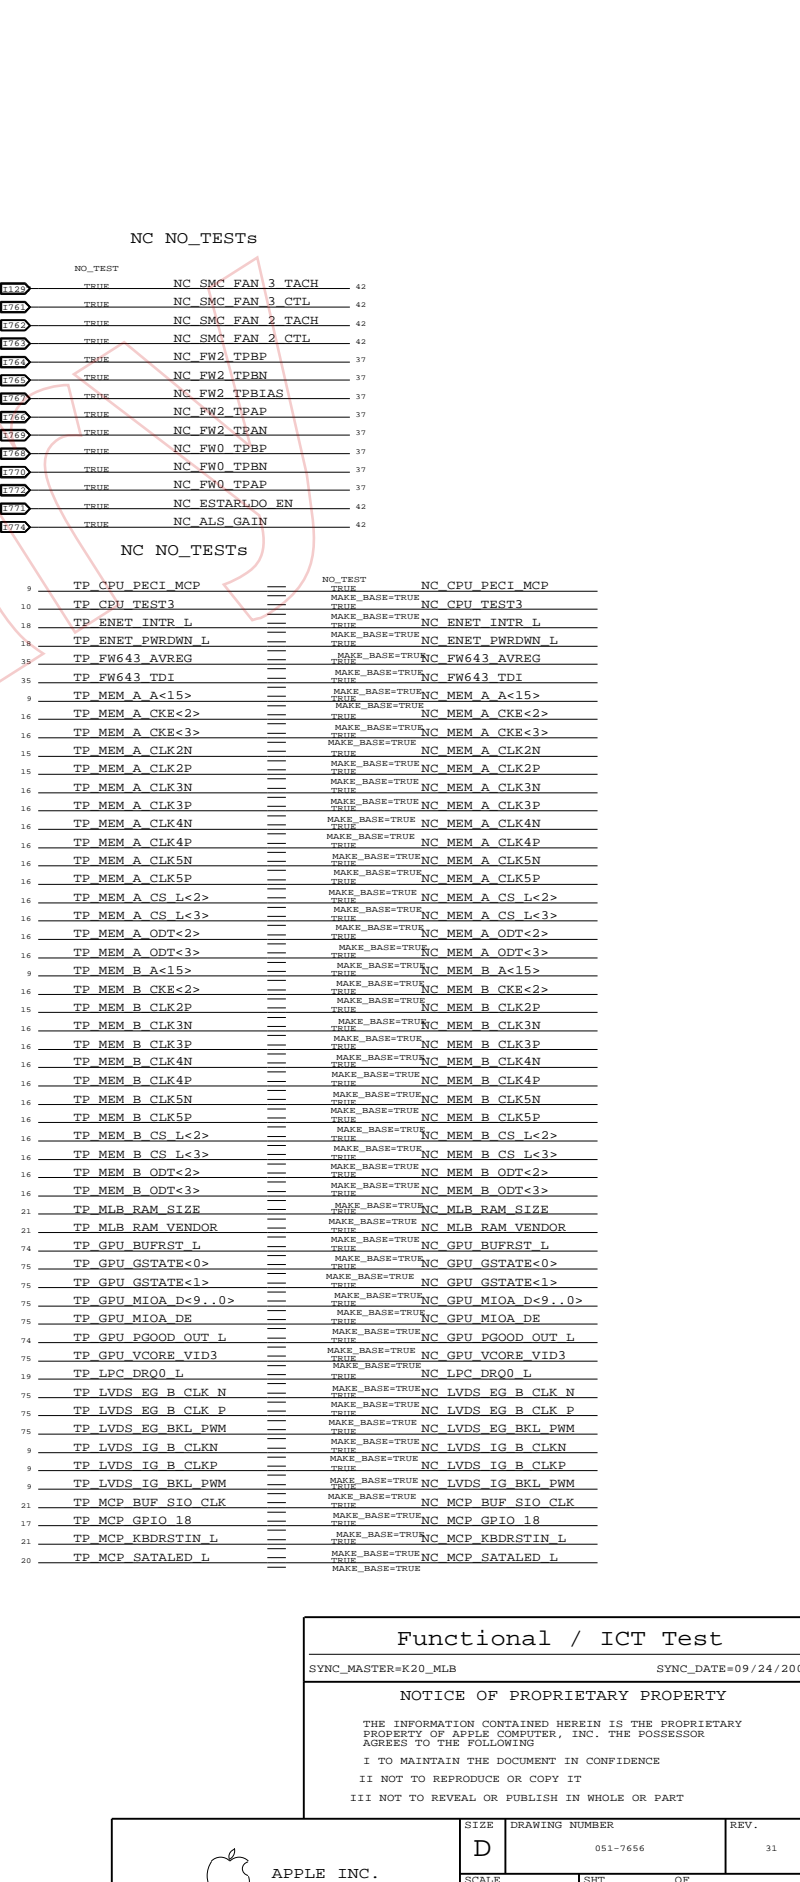 NC NO_TESTs
NO_TEST
I129 TRUE NC_SMC_FAN_3_TACH 42
I761 TRUE NC_SMC_FAN_3_CTL 42
I762 TRUE NC_SMC_FAN_2_TACH 42
I763 TRUE NC_SMC_FAN_2_CTL 42
I764 TRUE NC_FW2_TPBP 37
I765 TRUE NC_FW2_TPBN 37
I767 TRUE NC_FW2_TPBIAS 37
I766 TRUE NC_FW2_TPAP 37
I769 TRUE NC_FW2_TPAN 37
I768 TRUE NC_FW0_TPBP 37
I770 TRUE NC_FW0_TPBN 37
I772 TRUE NC_FW0_TPAP 37
I771 TRUE NC_ESTARLDO_EN 42
I774 TRUE NC_ALS_GAIN 42
NC NO_TESTs
NO_TEST
9 TP_CPU_PECI_MCP TRUE NC_CPU_PECI_MCP
MAKE_BASE=TRUE
10 TP_CPU_TEST3 TRUE NC_CPU_TEST3
MAKE_BASE=TRUE
18 TP_ENET_INTR_L TRUE NC_ENET_INTR_L
MAKE_BASE=TRUE
18 TP_ENET_PWRDWN_L TRUE NC_ENET_PWRDWN_L
MAKE_BASE=TRUE
35 TP_FW643_AVREG TRUE NC_FW643_AVREG
MAKE_BASE=TRUE
35 TP_FW643_TDI TRUE NC_FW643_TDI
MAKE_BASE=TRUE
9 TP_MEM_A_A<15> TRUE NC_MEM_A_A<15>
MAKE_BASE=TRUE
16 TP_MEM_A_CKE<2> TRUE NC_MEM_A_CKE<2>
MAKE_BASE=TRUE
16 TP_MEM_A_CKE<3> TRUE NC_MEM_A_CKE<3>
MAKE_BASE=TRUE
15 TP_MEM_A_CLK2N TRUE NC_MEM_A_CLK2N
MAKE_BASE=TRUE
15 TP_MEM_A_CLK2P TRUE NC_MEM_A_CLK2P
MAKE_BASE=TRUE
16 TP_MEM_A_CLK3N TRUE NC_MEM_A_CLK3N
MAKE_BASE=TRUE
16 TP_MEM_A_CLK3P TRUE NC_MEM_A_CLK3P
MAKE_BASE=TRUE
16 TP_MEM_A_CLK4N TRUE NC_MEM_A_CLK4N
MAKE_BASE=TRUE
16 TP_MEM_A_CLK4P TRUE NC_MEM_A_CLK4P
MAKE_BASE=TRUE
16 TP_MEM_A_CLK5N TRUE NC_MEM_A_CLK5N
MAKE_BASE=TRUE
16 TP_MEM_A_CLK5P TRUE NC_MEM_A_CLK5P
MAKE_BASE=TRUE
16 TP_MEM_A_CS_L<2> TRUE NC_MEM_A_CS_L<2>
MAKE_BASE=TRUE
16 TP_MEM_A_CS_L<3> TRUE NC_MEM_A_CS_L<3>
MAKE_BASE=TRUE
16 TP_MEM_A_ODT<2> TRUE NC_MEM_A_ODT<2>
MAKE_BASE=TRUE
16 TP_MEM_A_ODT<3> TRUE NC_MEM_A_ODT<3>
MAKE_BASE=TRUE
9 TP_MEM_B_A<15> TRUE NC_MEM_B_A<15>
MAKE_BASE=TRUE
16 TP_MEM_B_CKE<2> TRUE NC_MEM_B_CKE<2>
MAKE_BASE=TRUE
15 TP_MEM_B_CLK2P TRUE NC_MEM_B_CLK2P
MAKE_BASE=TRUE
16 TP_MEM_B_CLK3N TRUE NC_MEM_B_CLK3N
MAKE_BASE=TRUE
16 TP_MEM_B_CLK3P TRUE NC_MEM_B_CLK3P
MAKE_BASE=TRUE
16 TP_MEM_B_CLK4N TRUE NC_MEM_B_CLK4N
MAKE_BASE=TRUE
16 TP_MEM_B_CLK4P TRUE NC_MEM_B_CLK4P
MAKE_BASE=TRUE
16 TP_MEM_B_CLK5N TRUE NC_MEM_B_CLK5N
MAKE_BASE=TRUE
16 TP_MEM_B_CLK5P TRUE NC_MEM_B_CLK5P
MAKE_BASE=TRUE
16 TP_MEM_B_CS_L<2> TRUE NC_MEM_B_CS_L<2>
MAKE_BASE=TRUE
16 TP_MEM_B_CS_L<3> TRUE NC_MEM_B_CS_L<3>
MAKE_BASE=TRUE
16 TP_MEM_B_ODT<2> TRUE NC_MEM_B_ODT<2>
MAKE_BASE=TRUE
16 TP_MEM_B_ODT<3> TRUE NC_MEM_B_ODT<3>
MAKE_BASE=TRUE
21 TP_MLB_RAM_SIZE TRUE NC_MLB_RAM_SIZE
MAKE_BASE=TRUE
21 TP_MLB_RAM_VENDOR TRUE NC_MLB_RAM_VENDOR
MAKE_BASE=TRUE
74 TP_GPU_BUFRST_L TRUE NC_GPU_BUFRST_L
MAKE_BASE=TRUE
75 TP_GPU_GSTATE<0> TRUE NC_GPU_GSTATE<0>
MAKE_BASE=TRUE
75 TP_GPU_GSTATE<1> TRUE NC_GPU_GSTATE<1>
MAKE_BASE=TRUE
75 TP_GPU_MIOA_D<9..0> TRUE NC_GPU_MIOA_D<9..0>
MAKE_BASE=TRUE
75 TP_GPU_MIOA_DE TRUE NC_GPU_MIOA_DE
MAKE_BASE=TRUE
74 TP_GPU_PGOOD_OUT_L TRUE NC_GPU_PGOOD_OUT_L
MAKE_BASE=TRUE
75 TP_GPU_VCORE_VID3 TRUE NC_GPU_VCORE_VID3
MAKE_BASE=TRUE
19 TP_LPC_DRQ0_L TRUE NC_LPC_DRQ0_L
MAKE_BASE=TRUE
75 TP_LVDS_EG_B_CLK_N TRUE NC_LVDS_EG_B_CLK_N
MAKE_BASE=TRUE
75 TP_LVDS_EG_B_CLK_P TRUE NC_LVDS_EG_B_CLK_P
MAKE_BASE=TRUE
75 TP_LVDS_EG_BKL_PWM TRUE NC_LVDS_EG_BKL_PWM
MAKE_BASE=TRUE
9 TP_LVDS_IG_B_CLKN TRUE NC_LVDS_IG_B_CLKN
MAKE_BASE=TRUE
9 TP_LVDS_IG_B_CLKP TRUE NC_LVDS_IG_B_CLKP
MAKE_BASE=TRUE
9 TP_LVDS_IG_BKL_PWM TRUE NC_LVDS_IG_BKL_PWM
MAKE_BASE=TRUE
21 TP_MCP_BUF_SIO_CLK TRUE NC_MCP_BUF_SIO_CLK
MAKE_BASE=TRUE
17 TP_MCP_GPIO_18 TRUE NC_MCP_GPIO_18
MAKE_BASE=TRUE
21 TP_MCP_KBDRSTIN_L TRUE NC_MCP_KBDRSTIN_L
MAKE_BASE=TRUE
20 TP_MCP_SATALED_L TRUE NC_MCP_SATALED_L
MAKE_BASE=TRUE
Functional / ICT Test
SYNC_MASTER=K20_MLB SYNC_DATE=09/24/200
NOTICE OF PROPRIETARY PROPERTY
THE INFORMATION CONTAINED HEREIN IS THE PROPRIETARY
PROPERTY OF APPLE COMPUTER, INC. THE POSSESSOR
AGREES TO THE FOLLOWING
I TO MAINTAIN THE DOCUMENT IN CONFIDENCE
II NOT TO REPRODUCE OR COPY IT
III NOT TO REVEAL OR PUBLISH IN WHOLE OR PART
SIZE DRAWING NUMBER REV.
D 051-7656 31
APPLE INC.
SCALE SHT OF